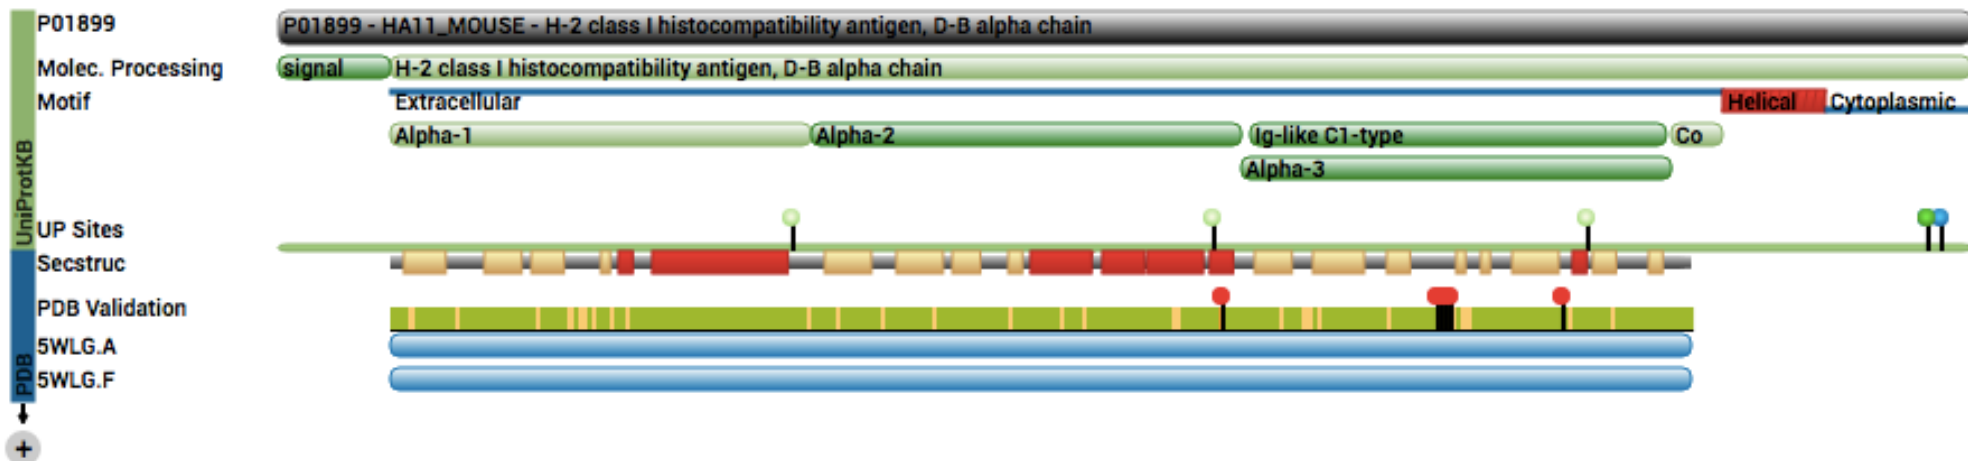 P01899
P01899 - HA11_MOUSE - H-2 class I histocompatibility antigen, D-B alpha chain
Molec. Processing
signal
H-2 class I histocompatibility antigen, D-B alpha chain
Motif
Extracellular
Helical
Cytoplasmic
Alpha-1
Alpha-2
Ig-like C1-type
Co
Alpha-3
UniProtKB
UP Sites
Secstruc
PDB Validation
5WLG.A
PDB
5WLG.F
+